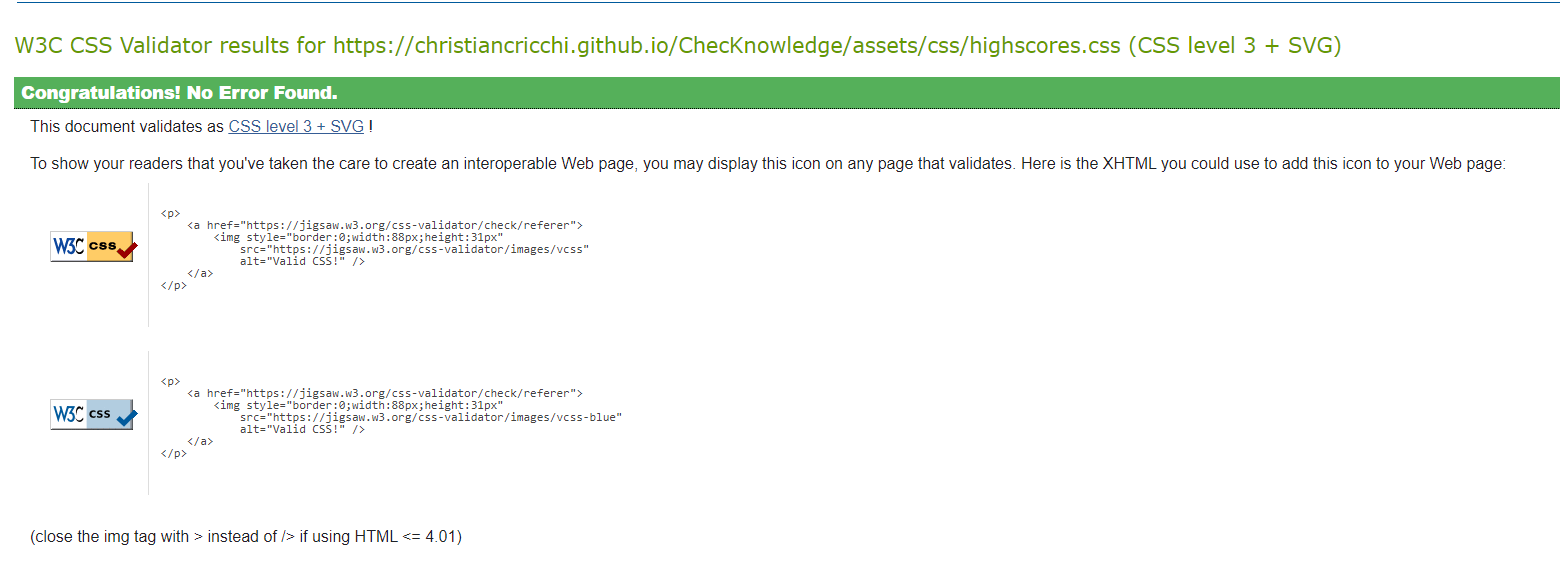 W3C CSS Validator results for https://christiancricchi.github.io/ChecKnowledge/assets/css/highscores.css (CSS level 3 + SVG)
Congratulations! No Error Found.
This document validates as CSS level 3 + SVG !
To show your readers that you've taken the care to create an interoperable Web page, you may display this icon on any page that validates. Here is the XHTML you could use to add this icon to your Web page:
<p>
<a href="https://jigsaw.w3.org/css-validator/check/referer">
<img style="border:0;width:88px;height:31px"
W3C css
src="https://jigsaw.w3.org/css-validator/images/vcss"
alt="Valid CSS!" />
</a>
</p>
<p>
<a href="https://jigsaw.w3.org/css-validator/check/referer">
<img style="border:0;width:88px;height:31px"
W3C css
src="https://jigsaw.w3.org/css-validator/images/vcss-blue"
alt="Valid CSS!" />
</a>
</p>
(close the img tag with > instead of /> if using HTML <= 4.01)